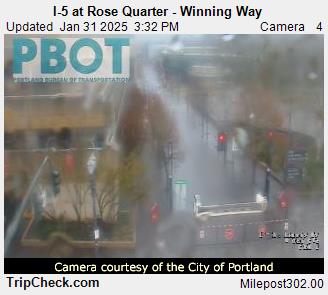 I-5 at Rose Quarter - Winning Way
Updated Jan 31 2025 3:32 PM Camera 4
PBOT
PORTLAND BUREAU OF TRANSPORTATION
Camera courtesy of the City of Portland
TripCheck.com Milepost302.00